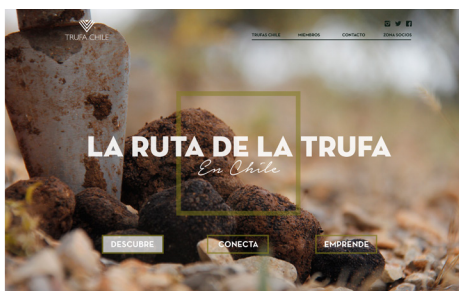 TRUFA CHILE
TRUFAS CHILE MIEMBROS CONTACTO ZONA SOCIOS
LA RUTA DE LA TRUFA
En Chile
DESCUBRE CONECTA EMPRENDE